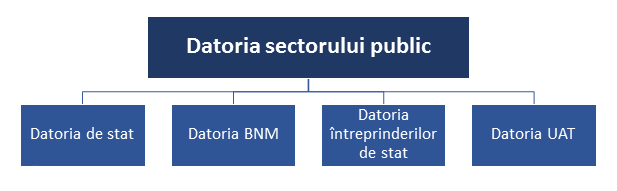 Datoria sectorului public
Datoria de stat
Datoria BNM
Datoria
întreprinderilor
de stat
Datoria UAT